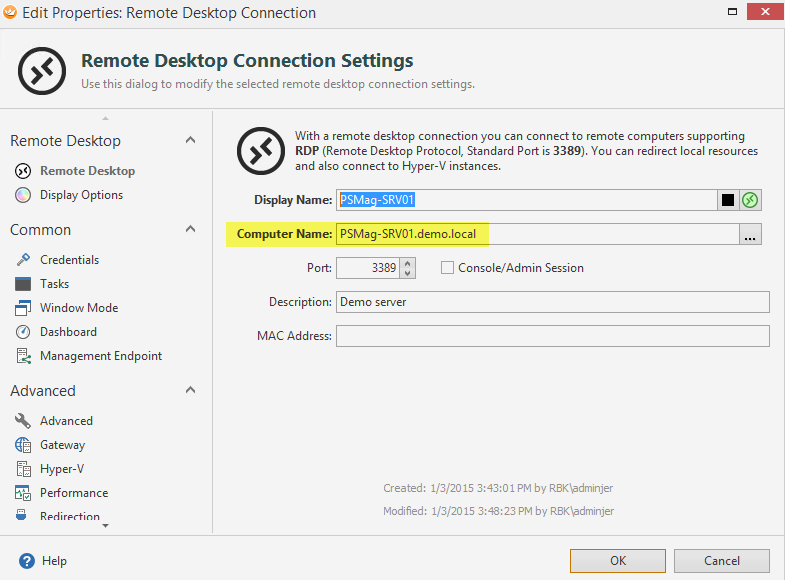 Edit Properties: Remote Desktop Connection
Remote Desktop Connection Settings
Use this dialog to modify the selected remote desktop connection settings.
Remote Desktop
Remote Desktop
Display Options
Common
Credentials
Tasks
Window Mode
Dashboard
Management Endpoint
Advanced
Advanced
Gateway
Hyper-V
Performance
Redirection
With a remote desktop connection you can connect to remote computers supporting
RDP (Remote Desktop Protocol, Standard Port is 3389). You can redirect local resources
and also connect to Hyper-V instances.
Display Name: PSMag-SRV01
Computer Name: PSMag-SRV01.demo.local ...
Port: 3389 Console/Admin Session
Description: Demo server
MAC Address:
Created: 1/3/2015 3:43:01 PM by RBK\adminjer
Modified: 1/3/2015 3:48:23 PM by RBK\adminjer
? Help
OK Cancel